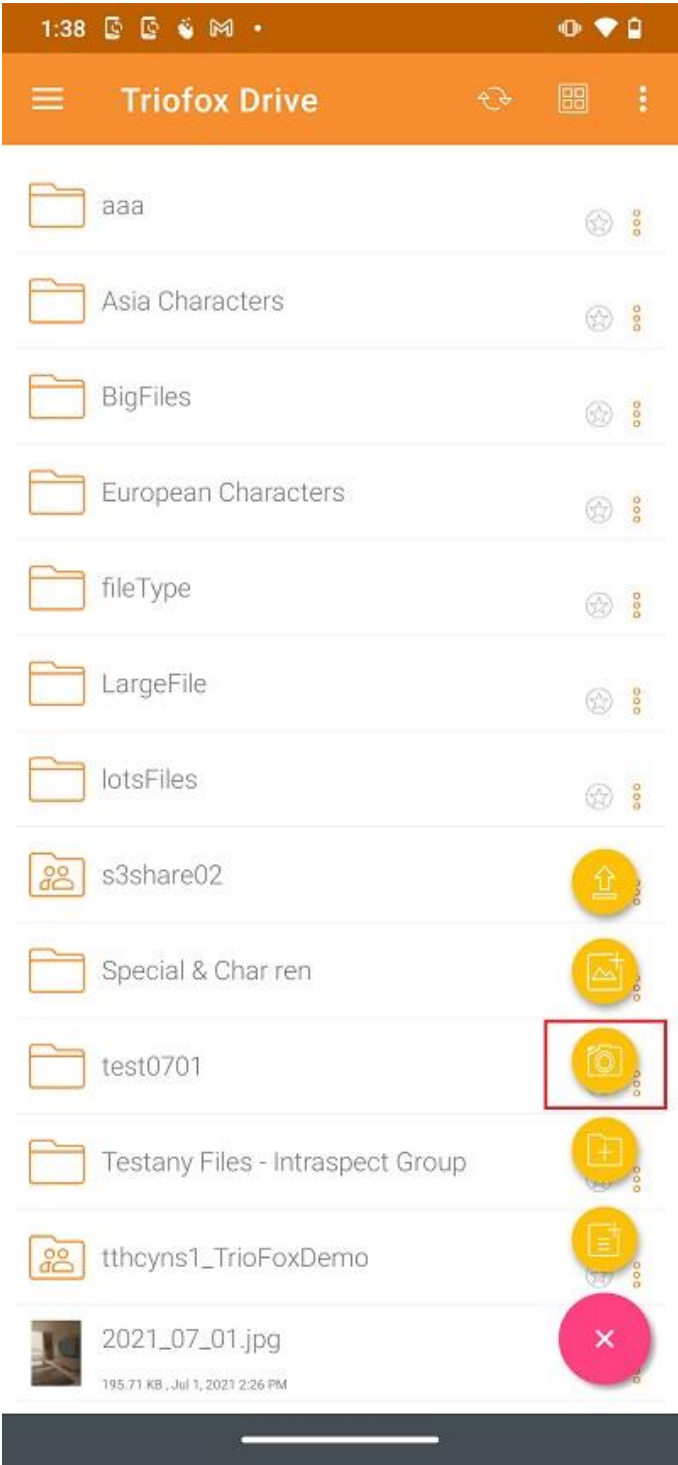 1:38
Triofox Drive
aaa
Asia Characters
BigFiles
European Characters
fileType
LargeFile
lotsFiles
s3share02
Special & Char ren
test0701
Testany Files - Intraspect Group
tthcyns1_TrioFoxDemo
2021_07_01.jpg
195.71 KB , Jul 1, 2021 2:26 PM